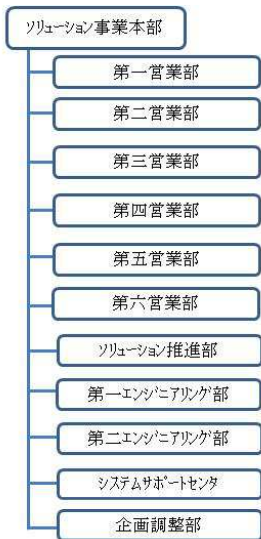 ソリューション事業本部
第一営業部
第二営業部
第三営業部
第四営業部
第五営業部
第六営業部
ソリューション推進部
第一エンジニアリング部
第二エンジニアリング部
システムサポートセンタ
企画調整部